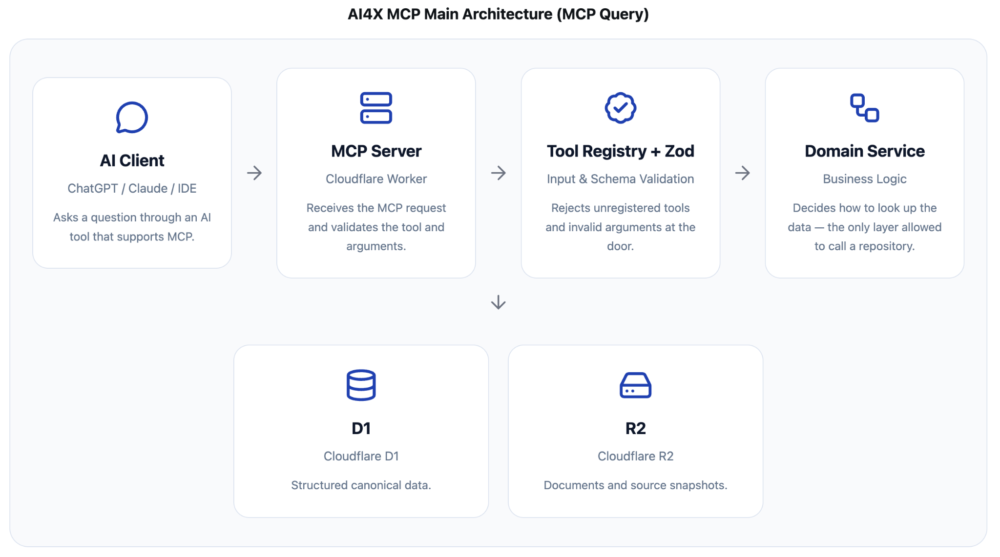 AI4X MCP Main Architecture (MCP Query)
AI Client
ChatGPT / Claude / IDE
Asks a question through an AI
tool that supports MCP.
MCP Server
Cloudflare Worker
Receives the MCP request
and validates the tool and
arguments.
Tool Registry + Zod
Input & Schema Validation
Rejects unregistered tools
and invalid arguments at the
door.
Domain Service
Business Logic
Decides how to look up the
data — the only layer allowed
to call a repository.
D1
Cloudflare D1
Structured canonical data.
R2
Cloudflare R2
Documents and source snapshots.